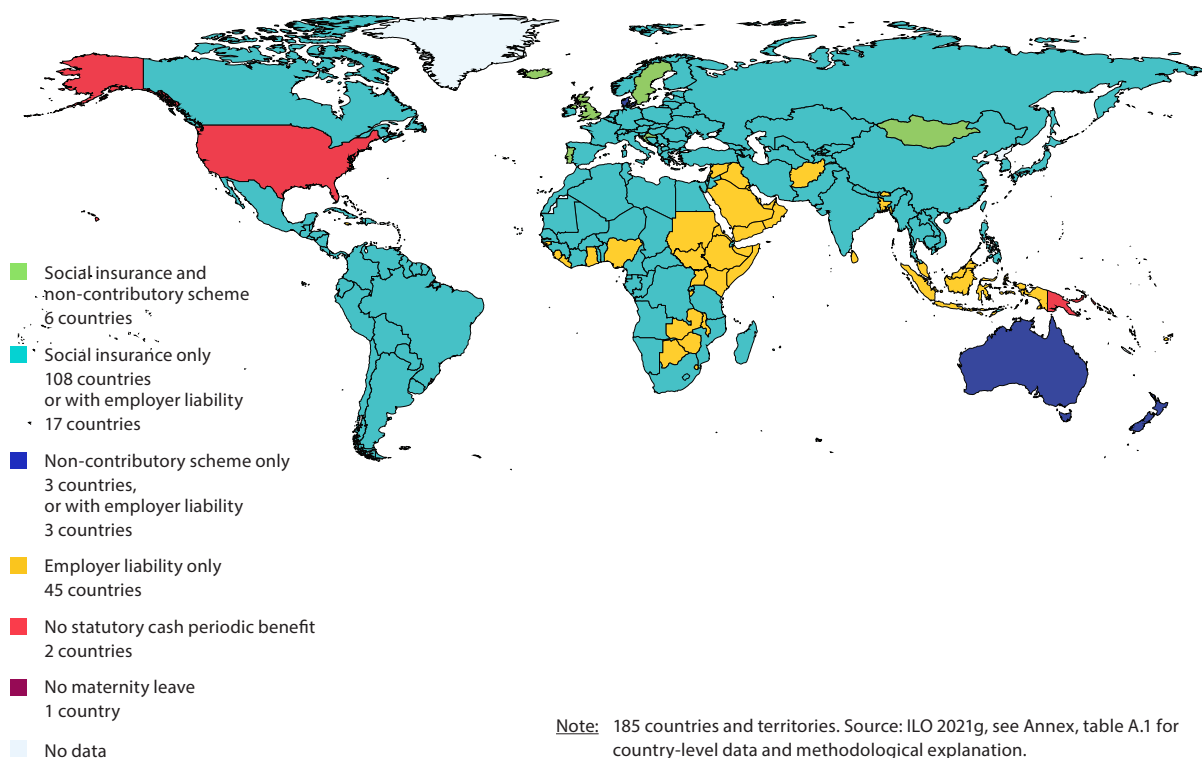 Social insurance and
non-contributory scheme
6 countries
Social insurance only
108 countries
or with employer liability
17 countries
Non-contributory scheme only
3 countries,
or with employer liability
3 countries
Employer liability only
45 countries
No statutory cash periodic benefit
2 countries
No maternity leave
1 country
No data
Note: 185 countries and territories. Source: ILO 2021g, see Annex, table A.1 for
country-level data and methodological explanation.